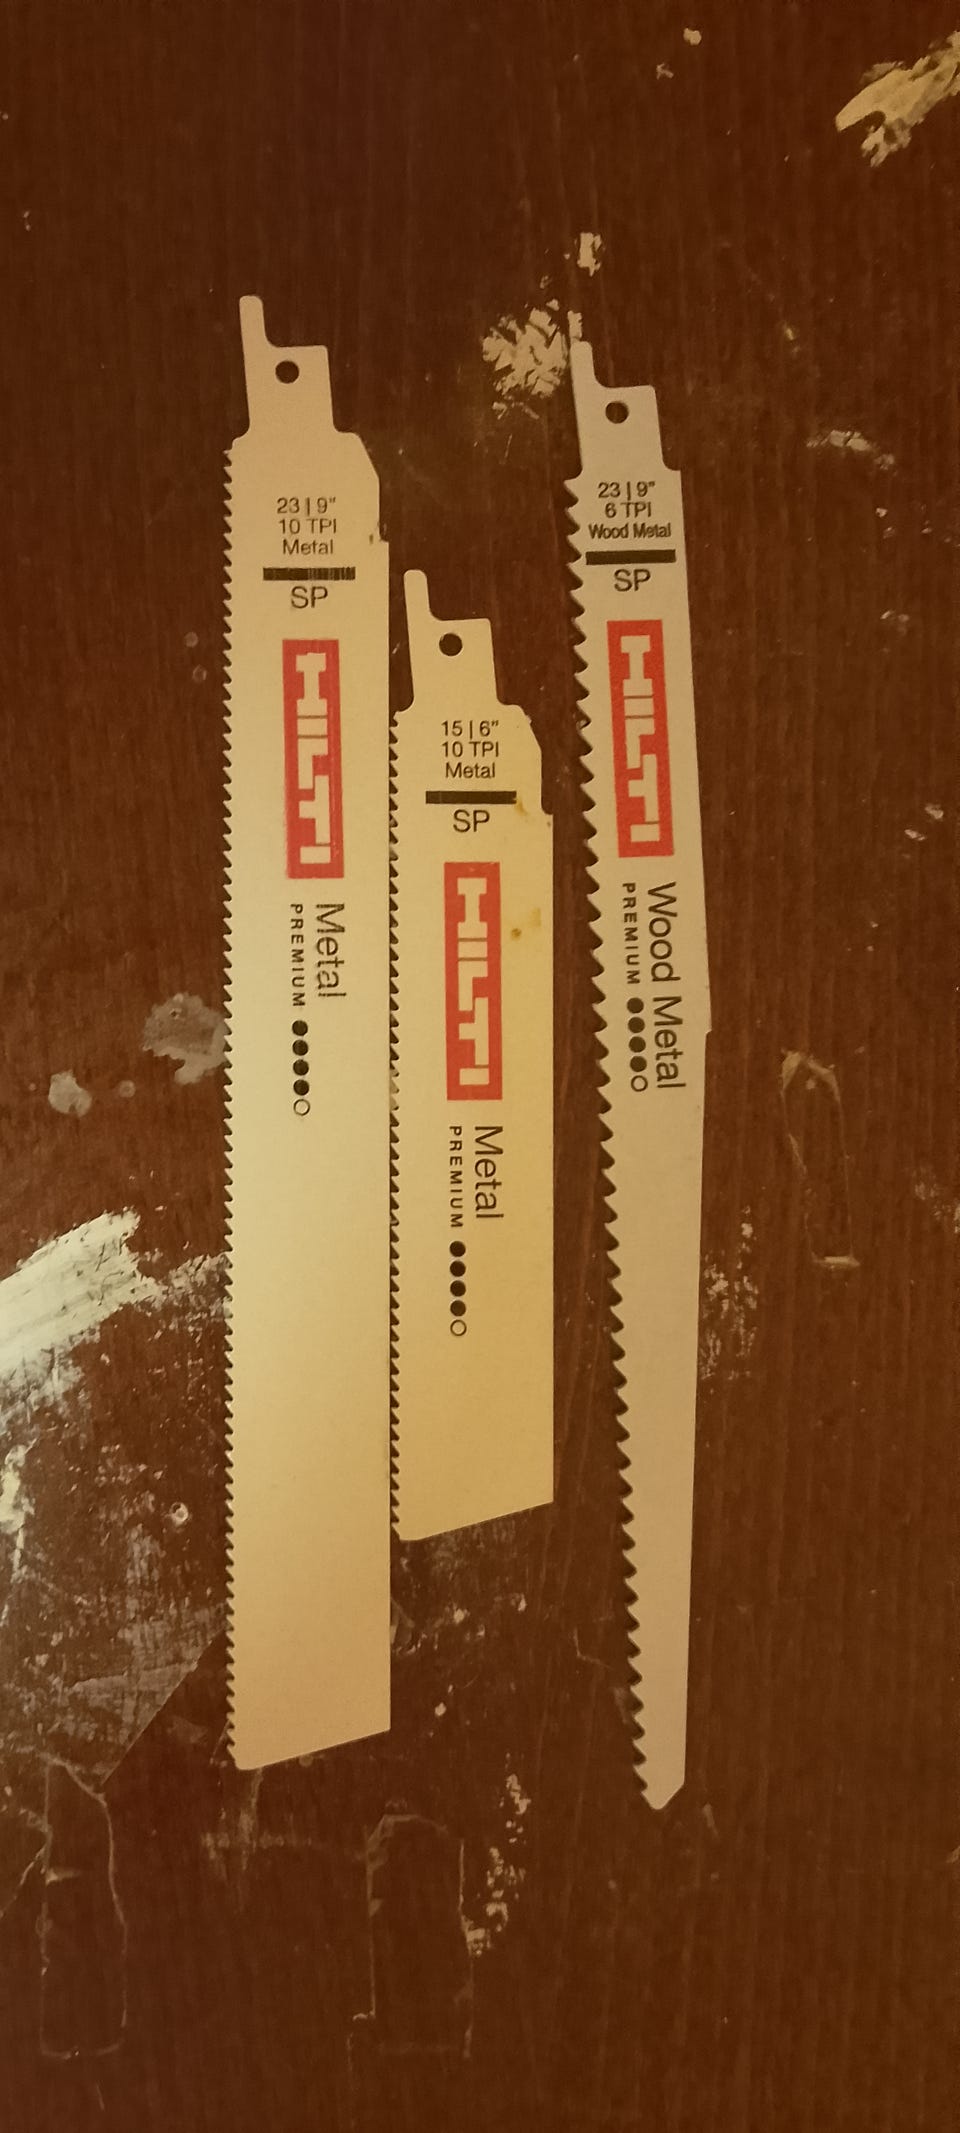 23 | 9"
10 TPI
Metal
SP
HILTI
Metal
PREMIUM
15 | 6"
10 TPI
Metal
SP
HILTI
Metal
PREMIUM
23 | 9"
6 TPI
Wood Metal
SP
HILTI
Wood Metal
PREMIUM